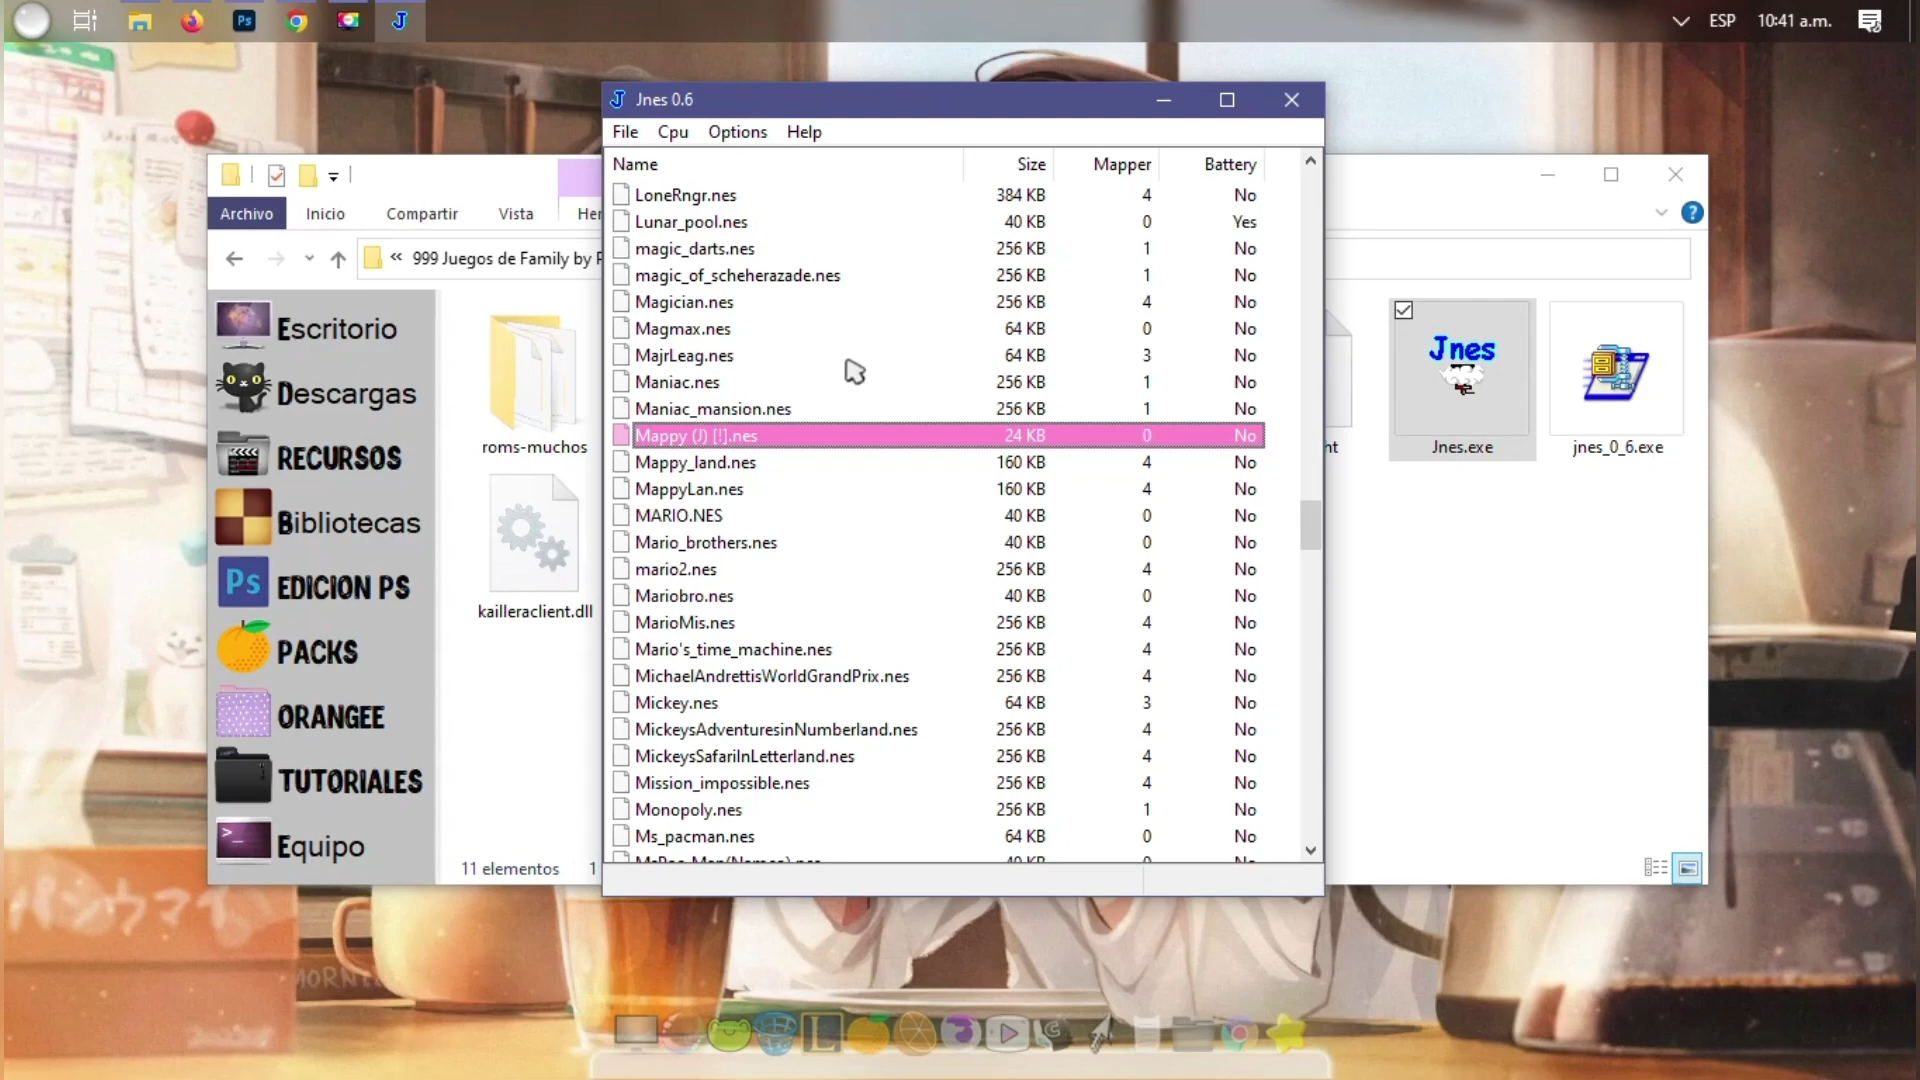 Ps
J
ESP
10:41 a.m.
J Jnes 0.6
File Cpu Options Help
Name Size Mapper Battery
LoneRngr.nes 384 KB 4 No
Lunar_pool.nes 40 KB 0 Yes
magic_darts.nes 256 KB 1 No
magic_of_scheherazade.nes 256 KB 1 No
Magician.nes 256 KB 4 No
Magmax.nes 64 KB 0 No
MajrLeag.nes 64 KB 3 No
Maniac.nes 256 KB 1 No
Maniac_mansion.nes 256 KB 1 No
Mappy (J) [!].nes 24 KB 0 No
Mappy_land.nes 160 KB 4 No
MappyLan.nes 160 KB 4 No
MARIO.NES 40 KB 0 No
Mario_brothers.nes 40 KB 0 No
mario2.nes 256 KB 4 No
Mariobro.nes 40 KB 0 No
MarioMis.nes 256 KB 4 No
Mario's_time_machine.nes 256 KB 4 No
MichaelAndrettisWorldGrandPrix.nes 256 KB 4 No
Mickey.nes 64 KB 3 No
MickeysAdventuresinNumberland.nes 256 KB 4 No
MickeysSafariInLetterland.nes 256 KB 4 No
Mission_impossible.nes 256 KB 4 No
Monopoly.nes 256 KB 1 No
Ms_pacman.nes 64 KB 0 No
Archivo Inicio Compartir Vista Her
« 999 Juegos de Family by
Escritorio
Descargas
RECURSOS
Bibliotecas
Ps EDICION PS
PACKS
ORANGEE
TUTORIALES
Equipo
roms-muchos
kailleraclient.dll
ht
Jnes
Jnes.exe
jnes_0_6.exe
11 elementos 1
パンウマイ